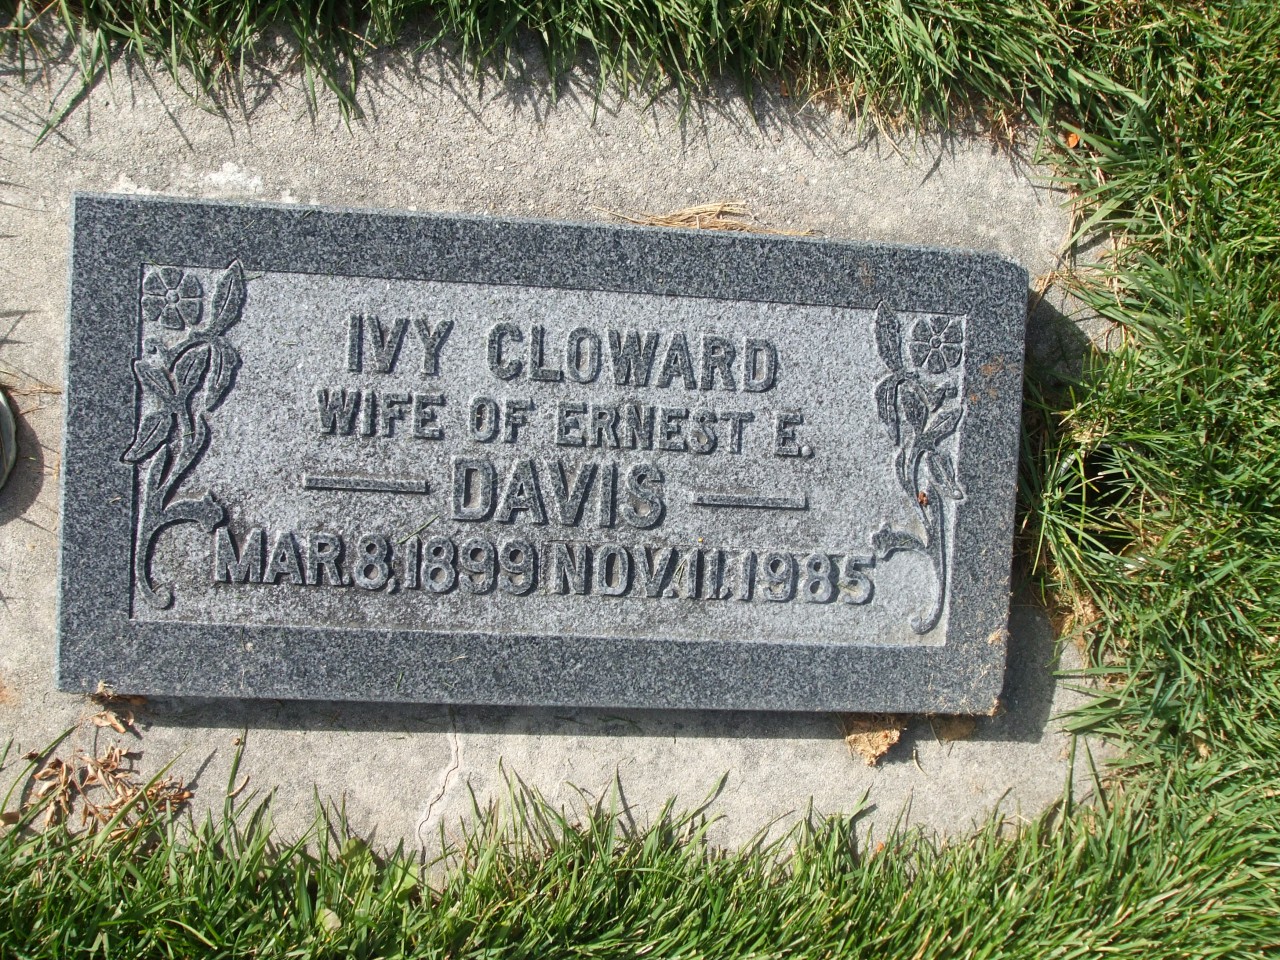 IVY CLOWARD
WIFE OF ERNEST E.
DAVIS
MAR. 8, 1899 NOV. 11, 1985